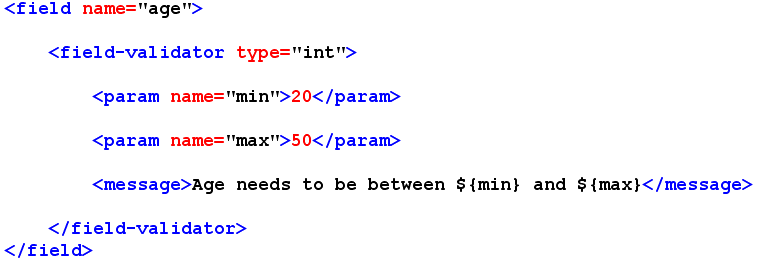 <field name="age">
<field-validator type="int">
<param name="min">20</param>
<param name="max">50</param>
<message>Age needs to be between ${min} and ${max}</message>
</field-validator>
</field>